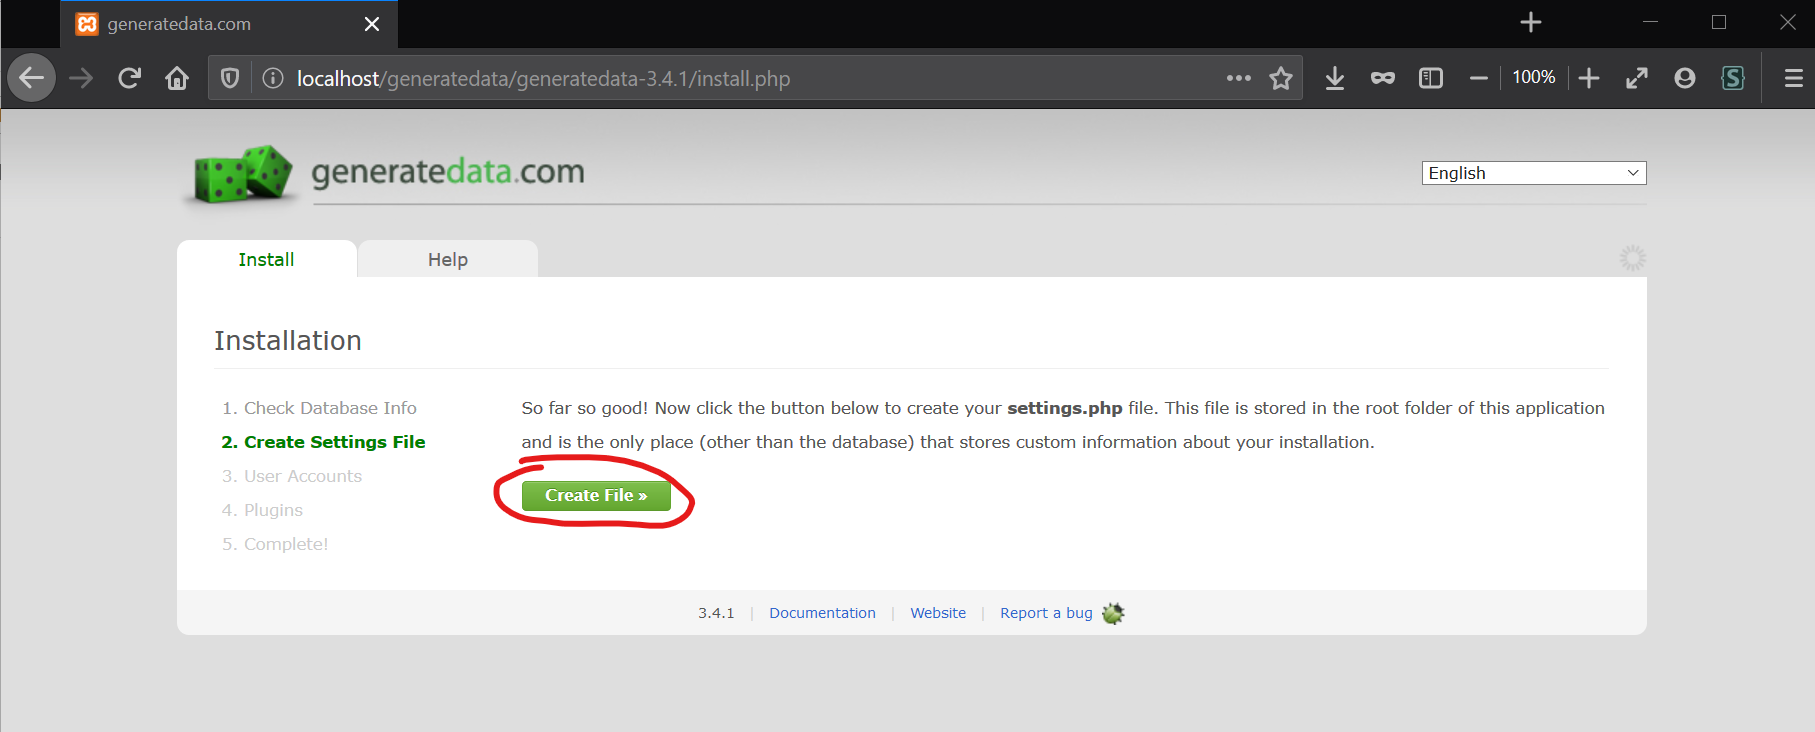 generatedata.com
localhost/generatedata/generatedata-3.4.1/install.php
100%
generatedata.com
English
Install
Help
Installation
1. Check Database Info
2. Create Settings File
3. User Accounts
4. Plugins
5. Complete!
So far so good! Now click the button below to create your settings.php file. This file is stored in the root folder of this application
and is the only place (other than the database) that stores custom information about your installation.
Create File »
3.4.1 | Documentation | Website | Report a bug